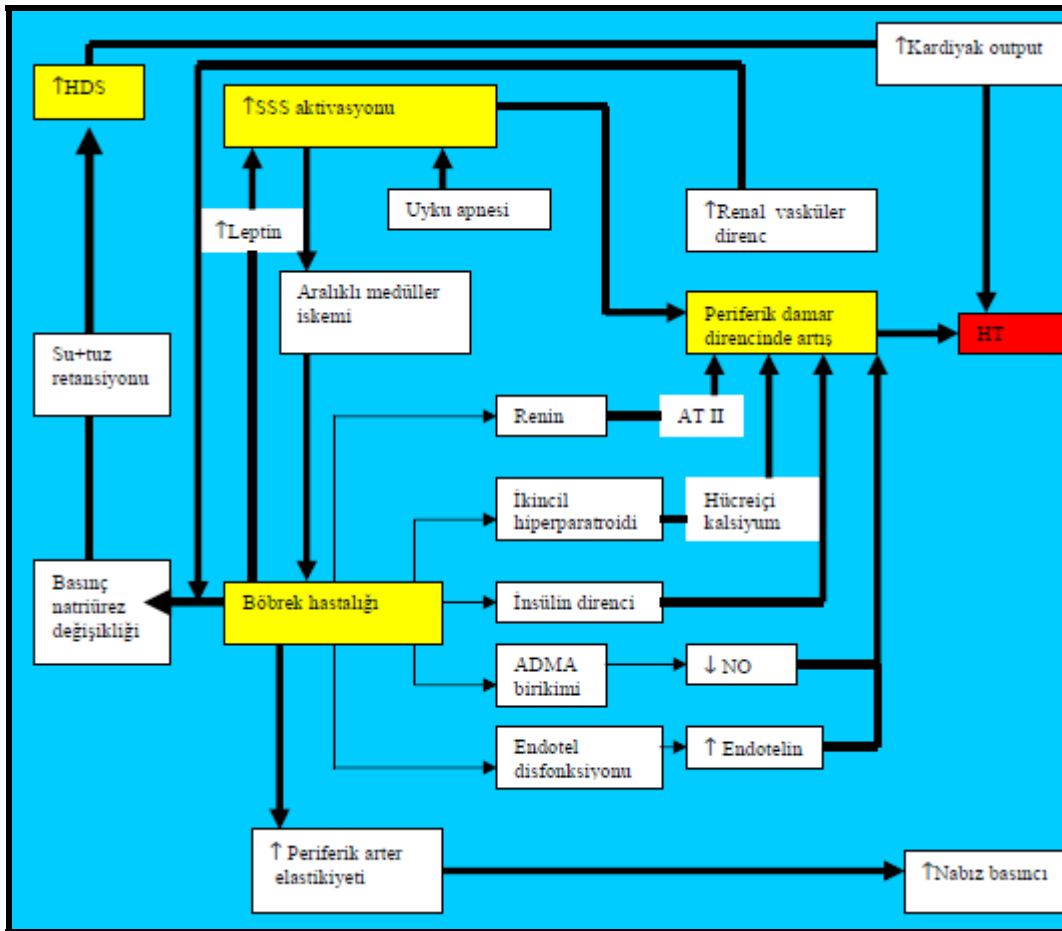 ↑Kardiyak output
↑HDS
↑SSS aktivasyonu
Uyku apnesi
↑Renal vasküler
direnc
↑Leptin
Aralıklı medüller
iskemi
Periferik damar
direncinde artış
HT
Su+tuz
retansiyonu
Renin
AT II
İkincil
hiperparatroidi
Hücreiçi
kalsiyum
Basınç
natriürez
değişikliği
Böbrek hastalığı
İnsülin direnci
ADMA
birikimi
↓ NO
Endotel
disfonksiyonu
↑ Endotelin
↑ Periferik arter
elastikiyeti
↑Nabız basıncı